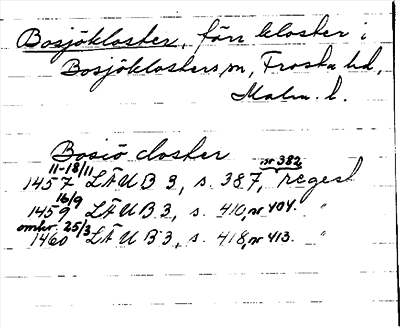 Bosjökloster, förr kloster i
Bosjöklosters sn, Frosta hd,
Malm. l.
Bosiö closter
11-18/11 nr 382
1457 LÄUB 3, s. 387, regest
16/9
1459 LÄUB 3, s. 410, nr 404. "
omkr 25/3
1460 LÄUB 3, s. 418, nr 413. "